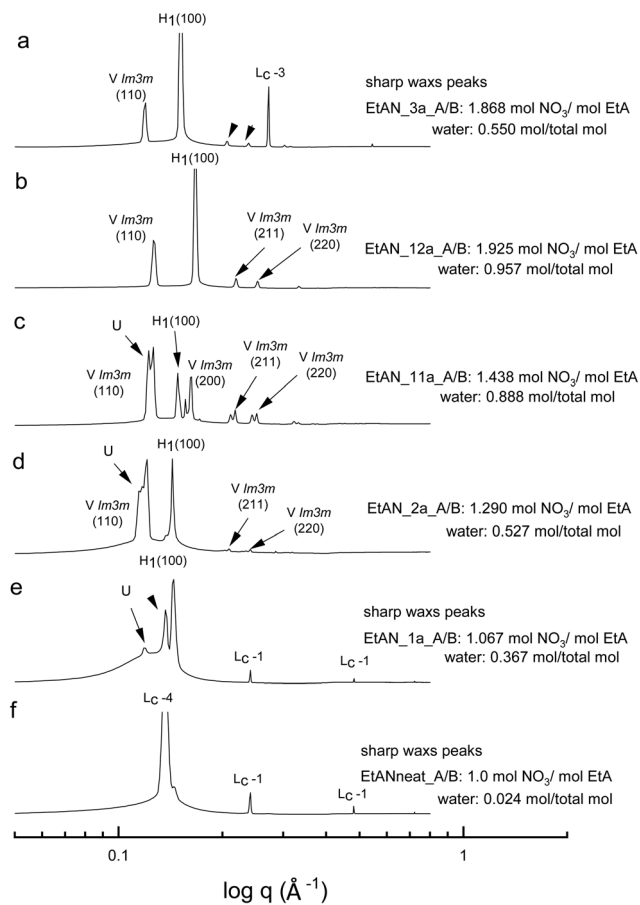 a
H1(100)
V Im3m
(110)
LC -3
sharp waxs peaks
EtAN_3a_A/B: 1.868 mol NO3/ mol EtA
water: 0.550 mol/total mol
b
H1(100)
V Im3m
(110)
V Im3m
(211)
V Im3m
(220)
EtAN_12a_A/B: 1.925 mol NO3/ mol EtA
water: 0.957 mol/total mol
c
U
H1(100)
V Im3m
(110)
V Im3m
(200)
V Im3m
(211)
V Im3m
(220)
EtAN_11a_A/B: 1.438 mol NO3/ mol EtA
water: 0.888 mol/total mol
d
U
H1(100)
V Im3m
(110)
V Im3m
(211)
V Im3m
(220)
EtAN_2a_A/B: 1.290 mol NO3/ mol EtA
water: 0.527 mol/total mol
e
H1(100)
U
LC -1
LC -1
sharp waxs peaks
EtAN_1a_A/B: 1.067 mol NO3/ mol EtA
water: 0.367 mol/total mol
f
LC -4
LC -1
LC -1
sharp waxs peaks
EtANneat_A/B: 1.0 mol NO3/ mol EtA
water: 0.024 mol/total mol
0.1
1
log q (Å-1)